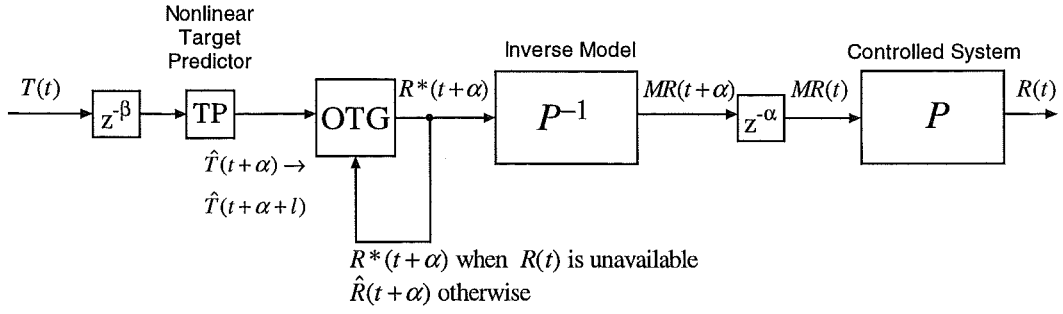 Nonlinear
Target
Predictor
Inverse Model
Controlled System
T(t)
z⁻ᵝ
TP
OTG
R*(t+α)
P⁻¹
MR(t+α)
z^-α
MR(t)
P
R(t)
T̂(t+α) →
T̂(t+α+l)
R*(t+α) when R(t) is unavailable
R̂(t+α) otherwise